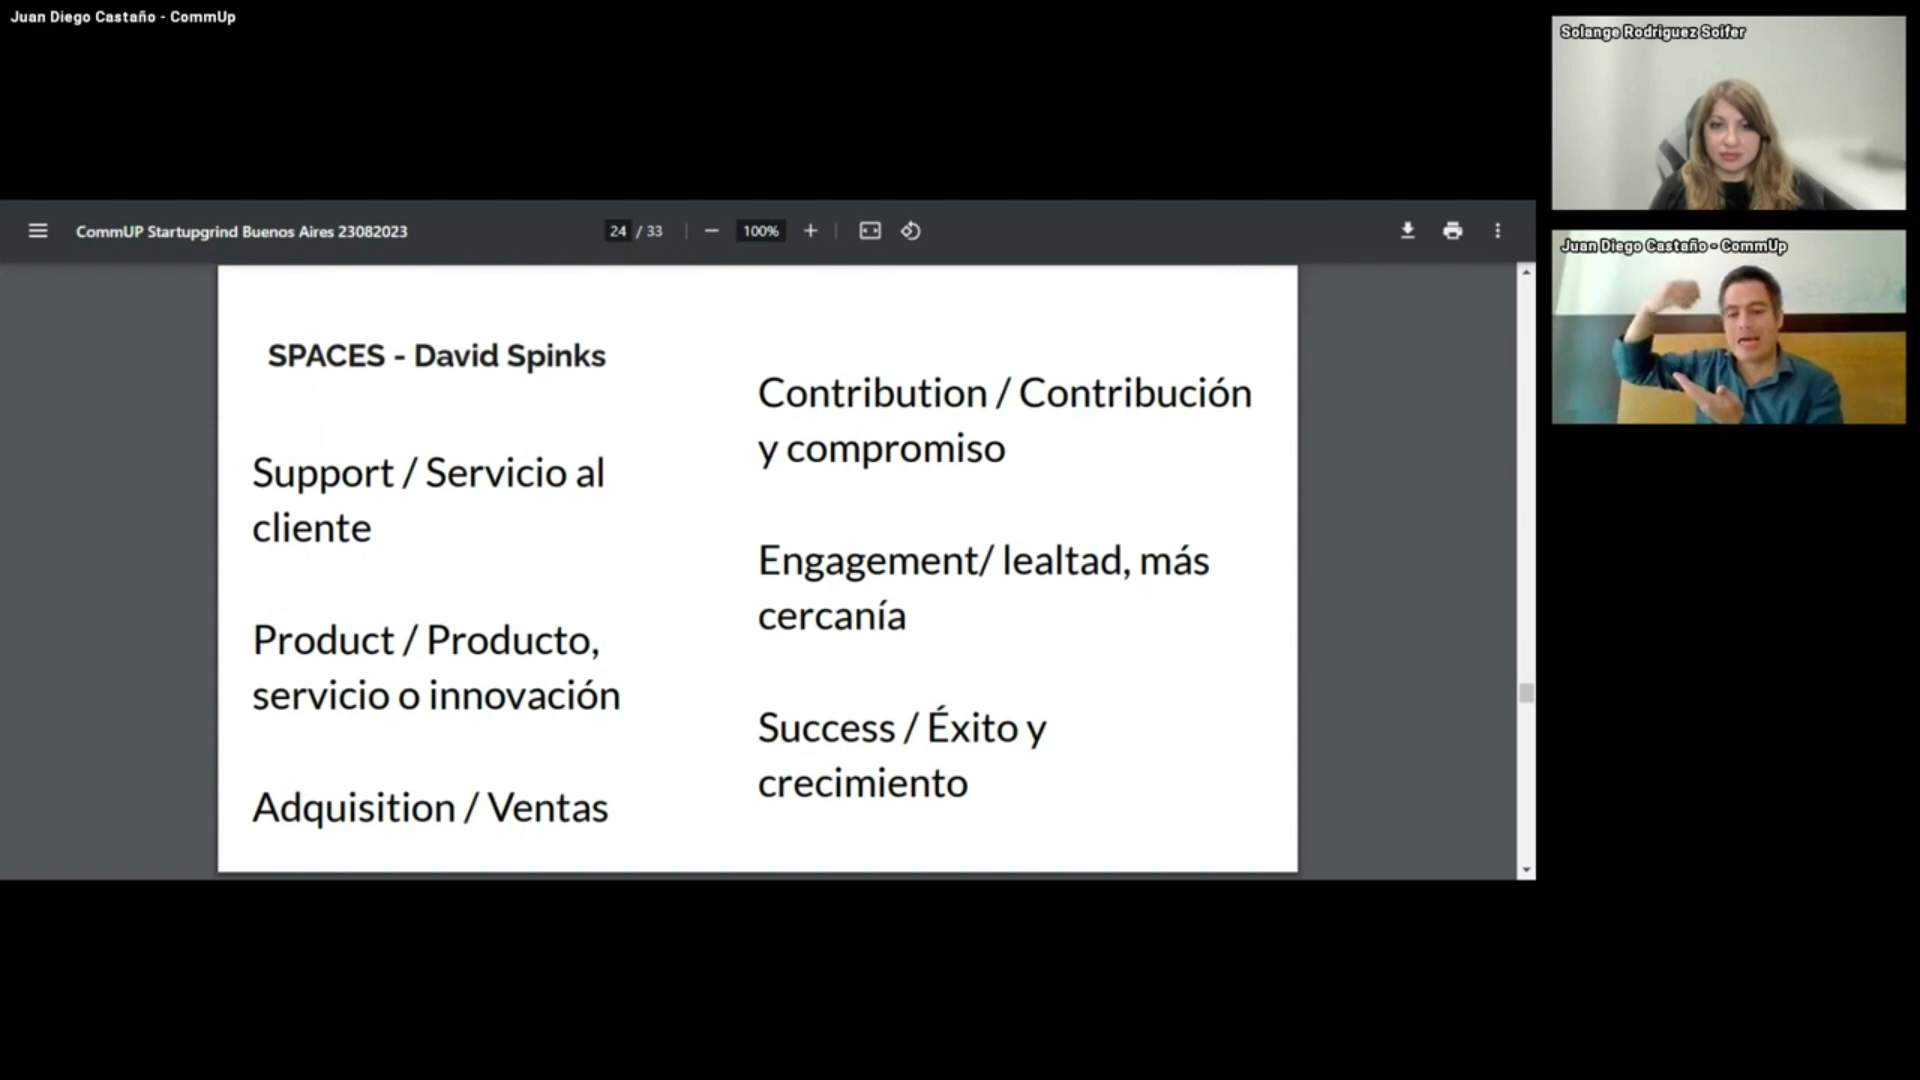 Juan Diego Castaño - CommUp
Solange Rodriguez Soifer
Juan Diego Castaño - CommUp
CommUP Startupgrind Buenos Aires 23082023
24 / 33
100%
SPACES - David Spinks
Support / Servicio al
cliente
Product / Producto,
servicio o innovación
Adquisition / Ventas
Contribution / Contribución
y compromiso
Engagement/ lealtad, más
cercanía
Success / Éxito y
crecimiento